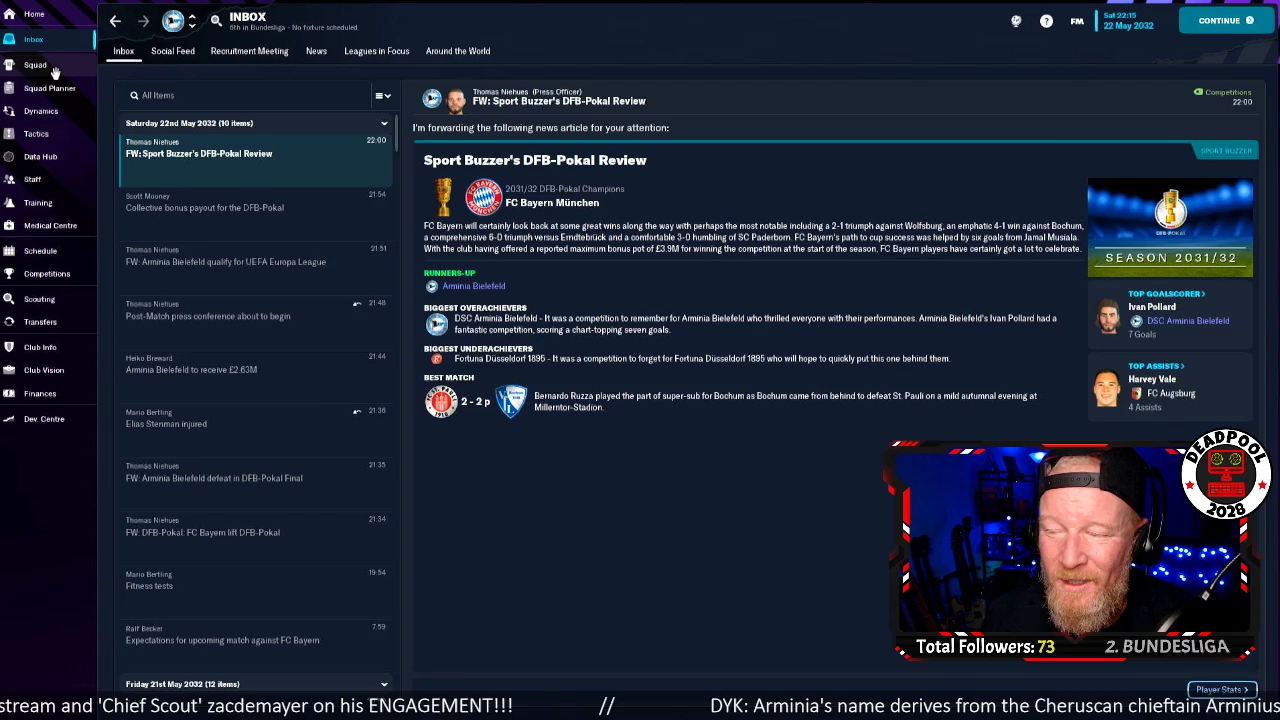 Home
Inbox
Squad
Squad Planner
Dynamics
Tactics
Data Hub
Staff
Training
Medical Centre
Schedule
Competitions
Scouting
Transfers
Club Info
Club Vision
Finances
Dev. Centre
INBOX
6th in Bundesliga - No fixture scheduled.
FM
Sat 22:15
22 May 2032
CONTINUE
Inbox Social Feed Recruitment Meeting News Leagues in Focus Around the World
All Items
Saturday 22nd May 2032 (10 items)
Thomas Niehues 22:00
FW: Sport Buzzer's DFB-Pokal Review
Scott Mooney 21:54
Collective bonus payout for the DFB-Pokal
Thomas Niehues 21:51
FW: Arminia Bielefeld qualify for UEFA Europa League
Thomas Niehues 21:48
Post-Match press conference about to begin
Heiko Breward 21:44
Arminia Bielefeld to receive £2.63M
Mario Bertling 21:38
Elias Stenman injured
Thomas Niehues 21:35
FW: Arminia Bielefeld defeat in DFB-Pokal Final
Thomas Niehues 21:34
FW: DFB-Pokal: FC Bayern lift DFB-Pokal
Mario Bertling 19:54
Fitness tests
Ralf Becker 7:59
Expectations for upcoming match against FC Bayern
Friday 21st May 2032 (12 items)
Thomas Niehues (Press Officer)
FW: Sport Buzzer's DFB-Pokal Review
Competitions
22:00
I'm forwarding the following news article for your attention:
Sport Buzzer's DFB-Pokal Review
SPORT BUZZER
2031/32 DFB-Pokal Champions
FC Bayern München
FC Bayern will certainly look back at some great wins along the way with perhaps the most notable including a 2-1 triumph against Wolfsburg, an emphatic 4-1 win against Bochum,
a comprehensive 6-0 triumph versus Erndtebrück and a comfortable 3-0 humbling of SC Paderborn. FC Bayern's path to cup success was helped by six goals from Jamal Musiala.
With the club having offered a reported maximum bonus pot £3.9M for winning the competition at the start of the season, FC Bayern players have certainly got a lot to celebrate.
RUNNERS-UP
Arminia Bielefeld
BIGGEST OVERACHIEVERS
DSC Arminia Bielefeld - It was a competition to remember for Arminia Bielefeld who thrilled everyone with their performances. Arminia Bielefeld's Ivan Pollard had a
fantastic competition, scoring a chart-topping seven goals.
BIGGEST UNDERACHIEVERS
Fortuna Düsseldorf 1895 - It was a competition to forget for Fortuna Düsseldorf 1895 who will hope to quickly put this one behind them.
BEST MATCH
2 - 2 p
Bernardo Ruzza played the part of super-sub for Bochum as Bochum came from behind to defeat St. Pauli on a mild autumnal evening at
Millerntor-Stadion.
SEASON 2031/32
TOP GOALSCORER
Ivan Pollard
DSC Arminia Bielefeld
7 Goals
TOP ASSISTS
Harvey Vale
FC Augsburg
4 Assists
DEADPOOL
2028
Total Followers: 73 2. BUNDESLIGA
Player Stats
stream and 'Chief Scout' zacdemayer on his ENGAGEMENT!!! // DYK: Arminia's name derives from the Cheruscan chieftain Arminius